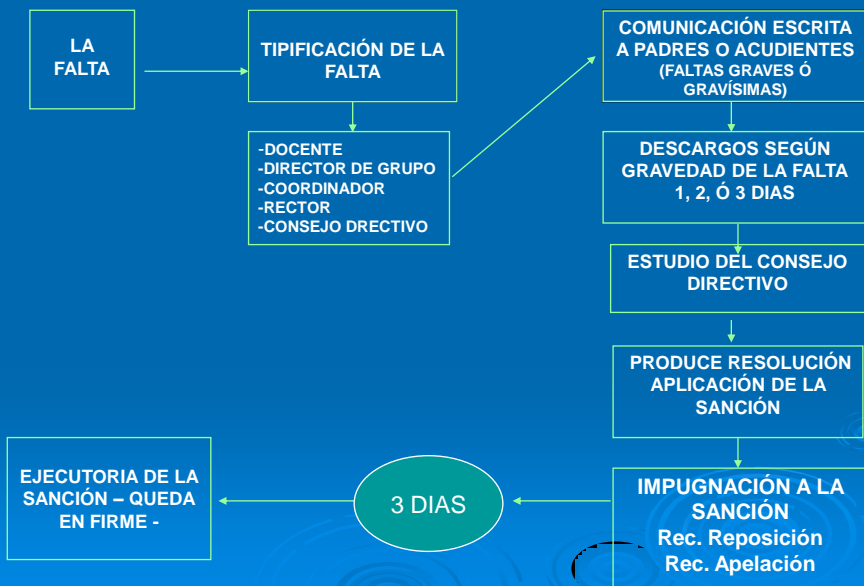 LA
FALTA
TIPIFICACIÓN DE LA
FALTA
-DOCENTE
-DIRECTOR DE GRUPO
-COORDINADOR
-RECTOR
-CONSEJO DRECTIVO
COMUNICACIÓN ESCRITA
A PADRES O ACUDIENTES
(FALTAS GRAVES Ó
GRAVÍSIMAS)
DESCARGOS SEGÚN
GRAVEDAD DE LA FALTA
1, 2, Ó 3 DIAS
ESTUDIO DEL CONSEJO
DIRECTIVO
PRODUCE RESOLUCIÓN
APLICACIÓN DE LA
SANCIÓN
IMPUGNACIÓN A LA
SANCIÓN
Rec. Reposición
Rec. Apelación
3 DIAS
EJECUTORIA DE LA
SANCIÓN – QUEDA
EN FIRME -